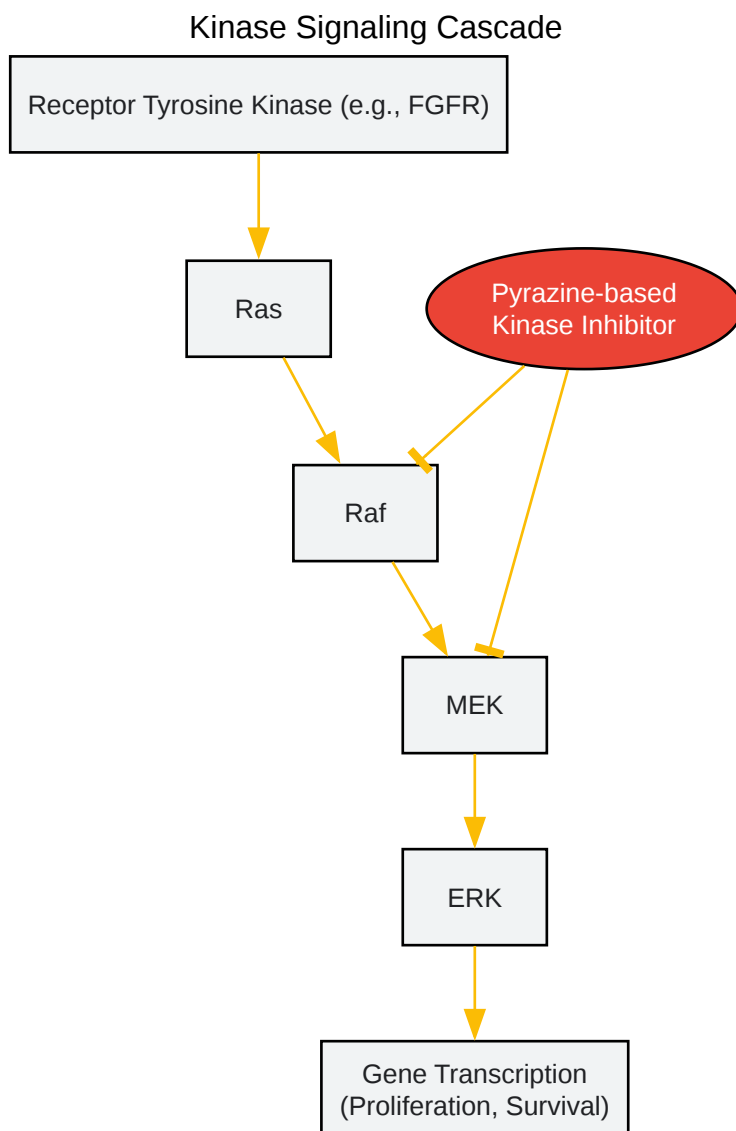 Kinase Signaling Cascade
Receptor Tyrosine Kinase (e.g., FGFR)
Ras
Pyrazine-based
Kinase Inhibitor
Raf
MEK
ERK
Gene Transcription
(Proliferation, Survival)